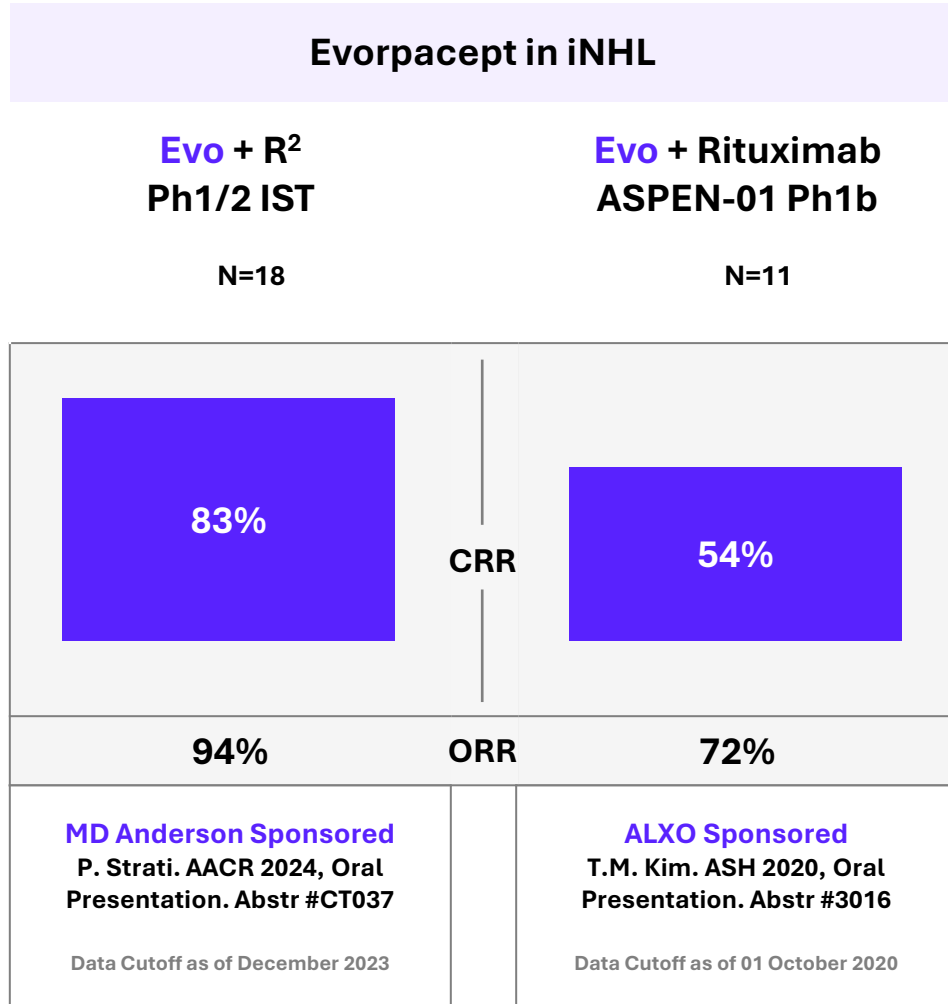 Evorpacept in iNHL
Evo + R²
Ph1/2 IST
N=18
Evo + Rituximab
ASPEN-01 Ph1b
N=11
83%
CRR
54%
94%
ORR
72%
MD Anderson Sponsored
P. Strati. AACR 2024, Oral
Presentation. Abstr #CT037
Data Cutoff as of December 2023
ALXO Sponsored
T.M. Kim. ASH 2020, Oral
Presentation. Abstr #3016
Data Cutoff as of 01 October 2020